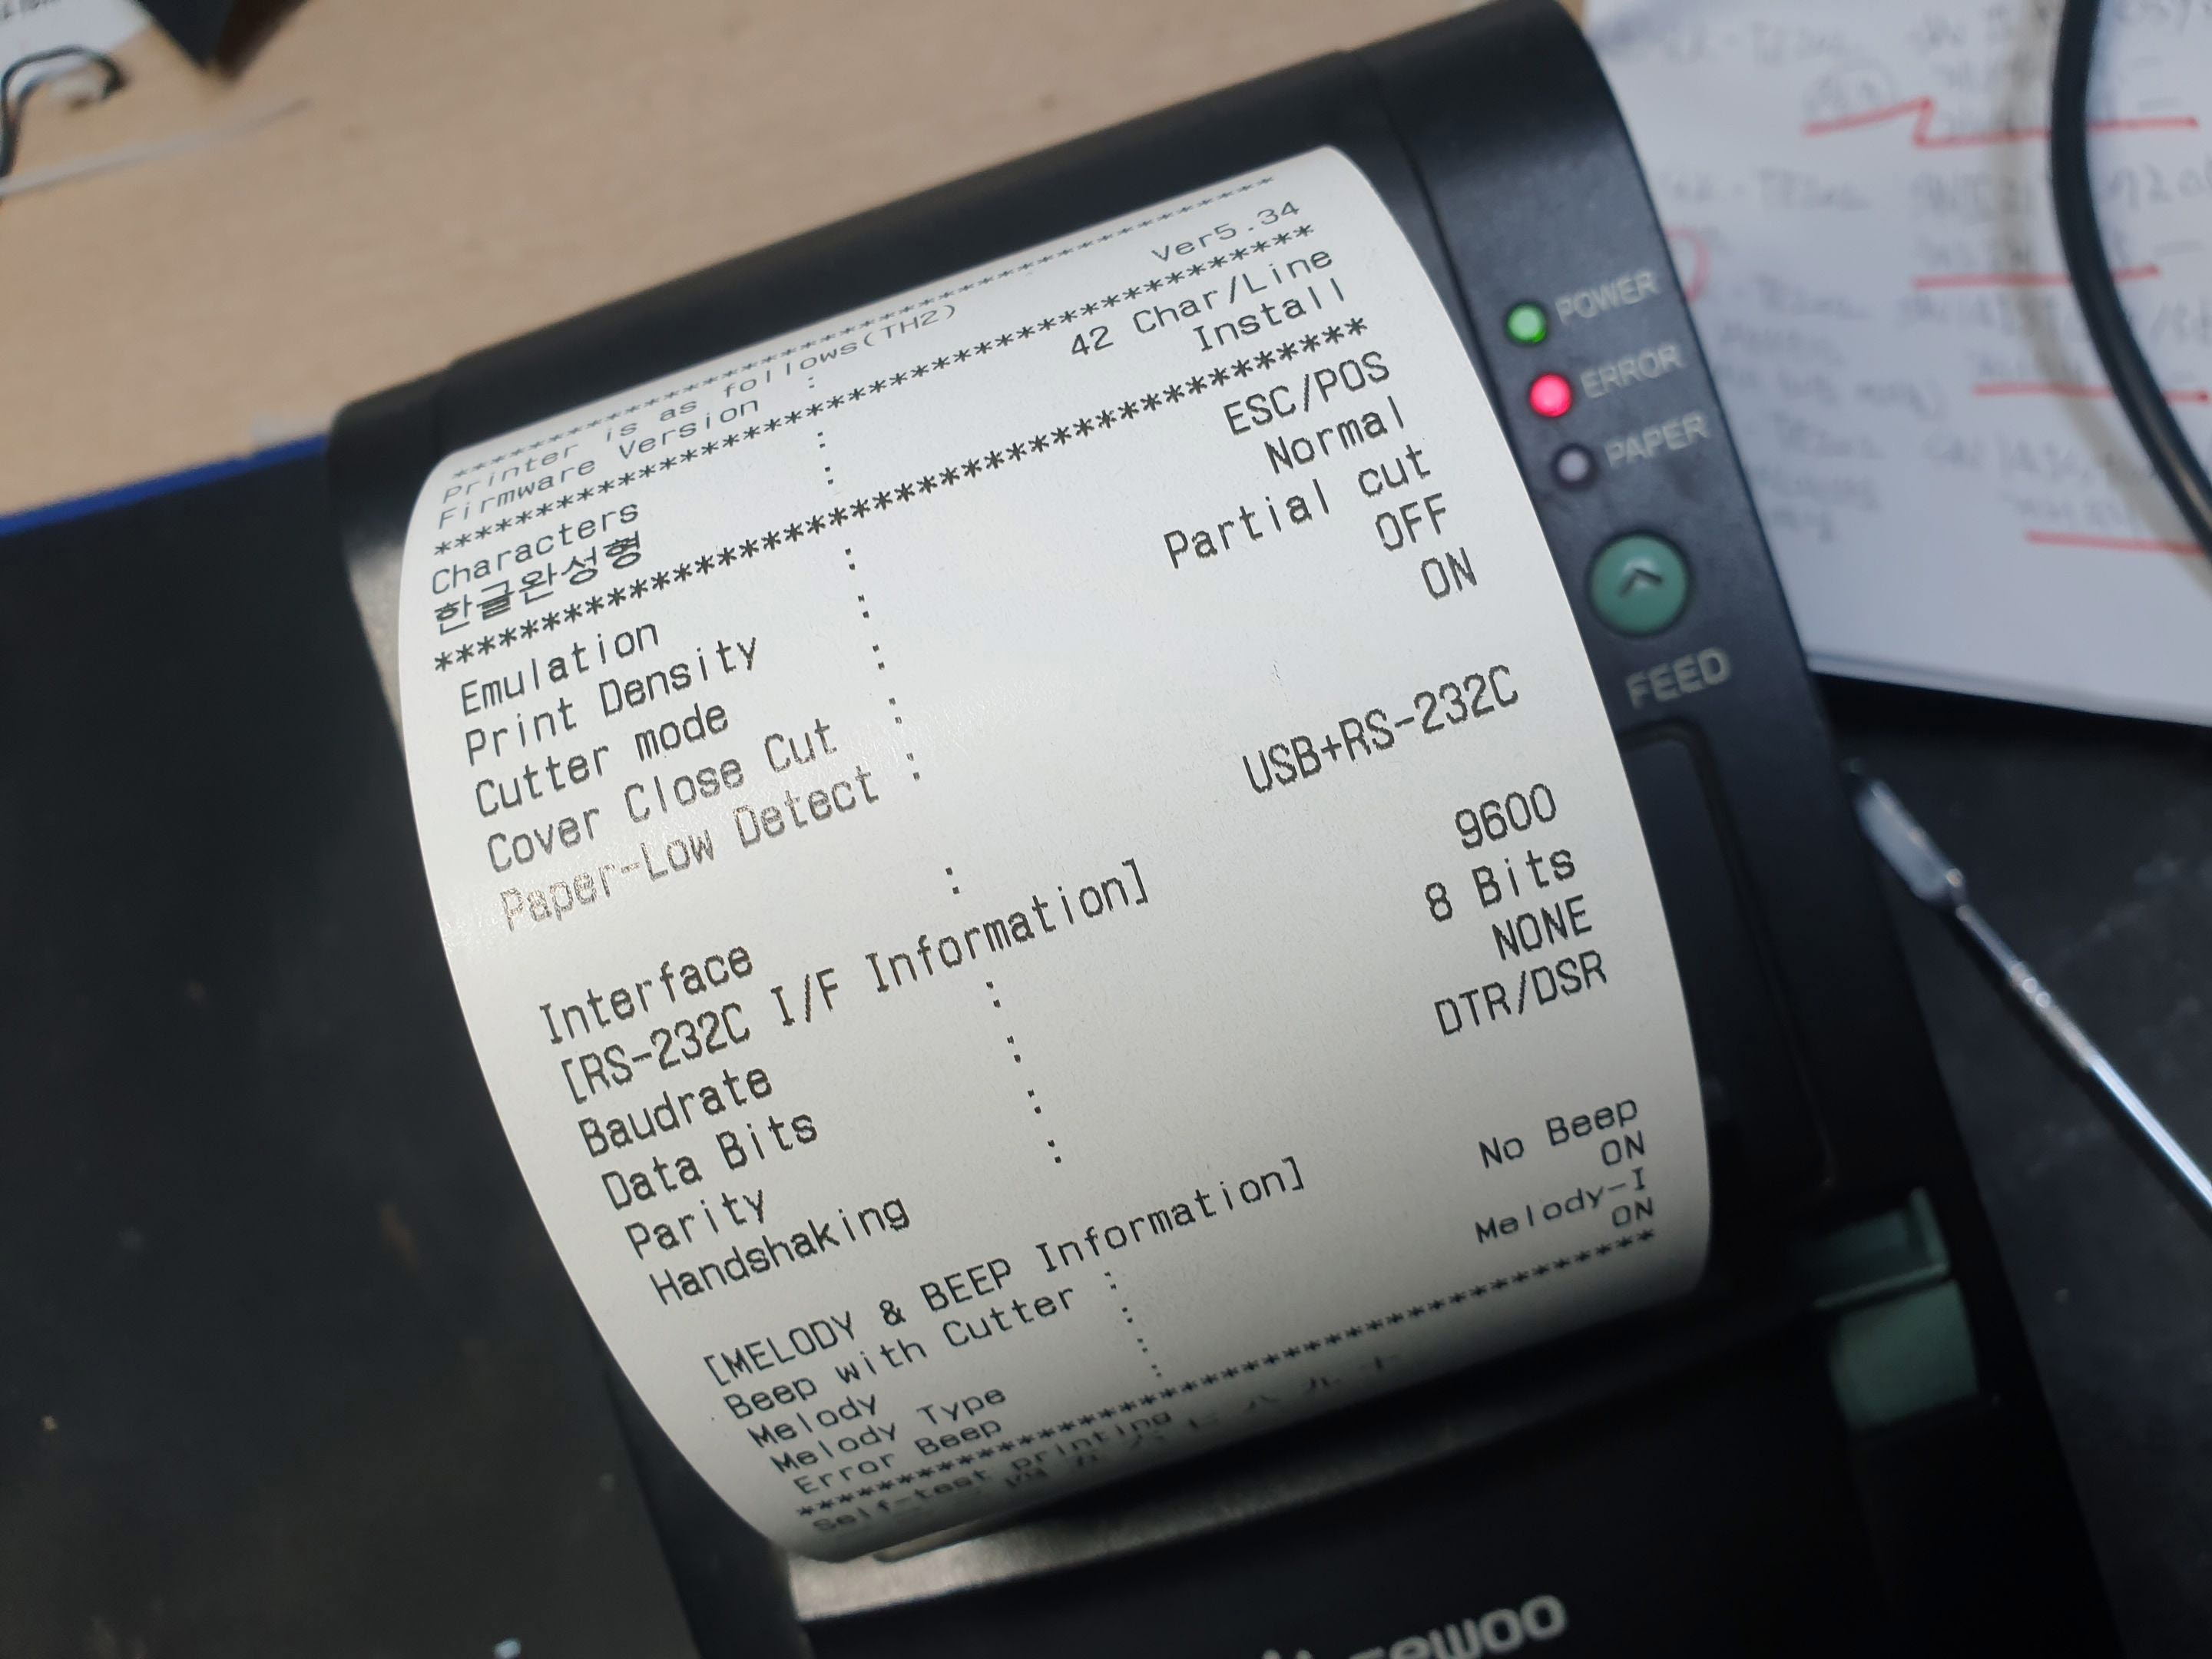 ******************************************
Printer is as follows(TH2)
Firmware Version : Ver5.34
******************************************
Characters : 42 Char/Line
한글완성형 : Install
******************************************
Emulation : ESC/POS
Print Density : Normal
Cutter mode : Partial cut
Cover Close Cut : OFF
Paper-Low Detect : ON
Interface : USB+RS-232C
[RS-232C I/F Information]
Baudrate : 9600
Data Bits : 8 Bits
Parity : NONE
Handshaking : DTR/DSR
[MELODY & BEEP Information]
Beep with Cutter : No Beep
Melody : ON
Melody Type : Melody-I
Error Beep : ON
******************************************
Self-test printing
POWER
ERROR
PAPER
FEED